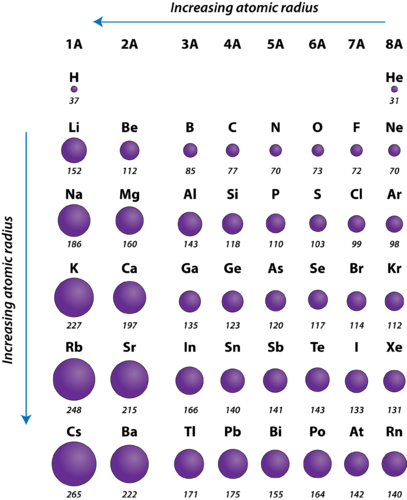 Increasing atomic radius
1A 2A 3A 4A 5A 6A 7A 8A
H He
37 31
Li Be B C N O F Ne
152 112 85 77 70 73 72 70
Na Mg Al Si P S Cl Ar
186 160 143 118 110 103 99 98
K Ca Ga Ge As Se Br Kr
227 197 135 123 120 117 114 112
Rb Sr In Sn Sb Te I Xe
248 215 166 140 141 143 133 131
Cs Ba Tl Pb Bi Po At Rn
265 222 171 175 155 164 142 140
Increasing atomic radius